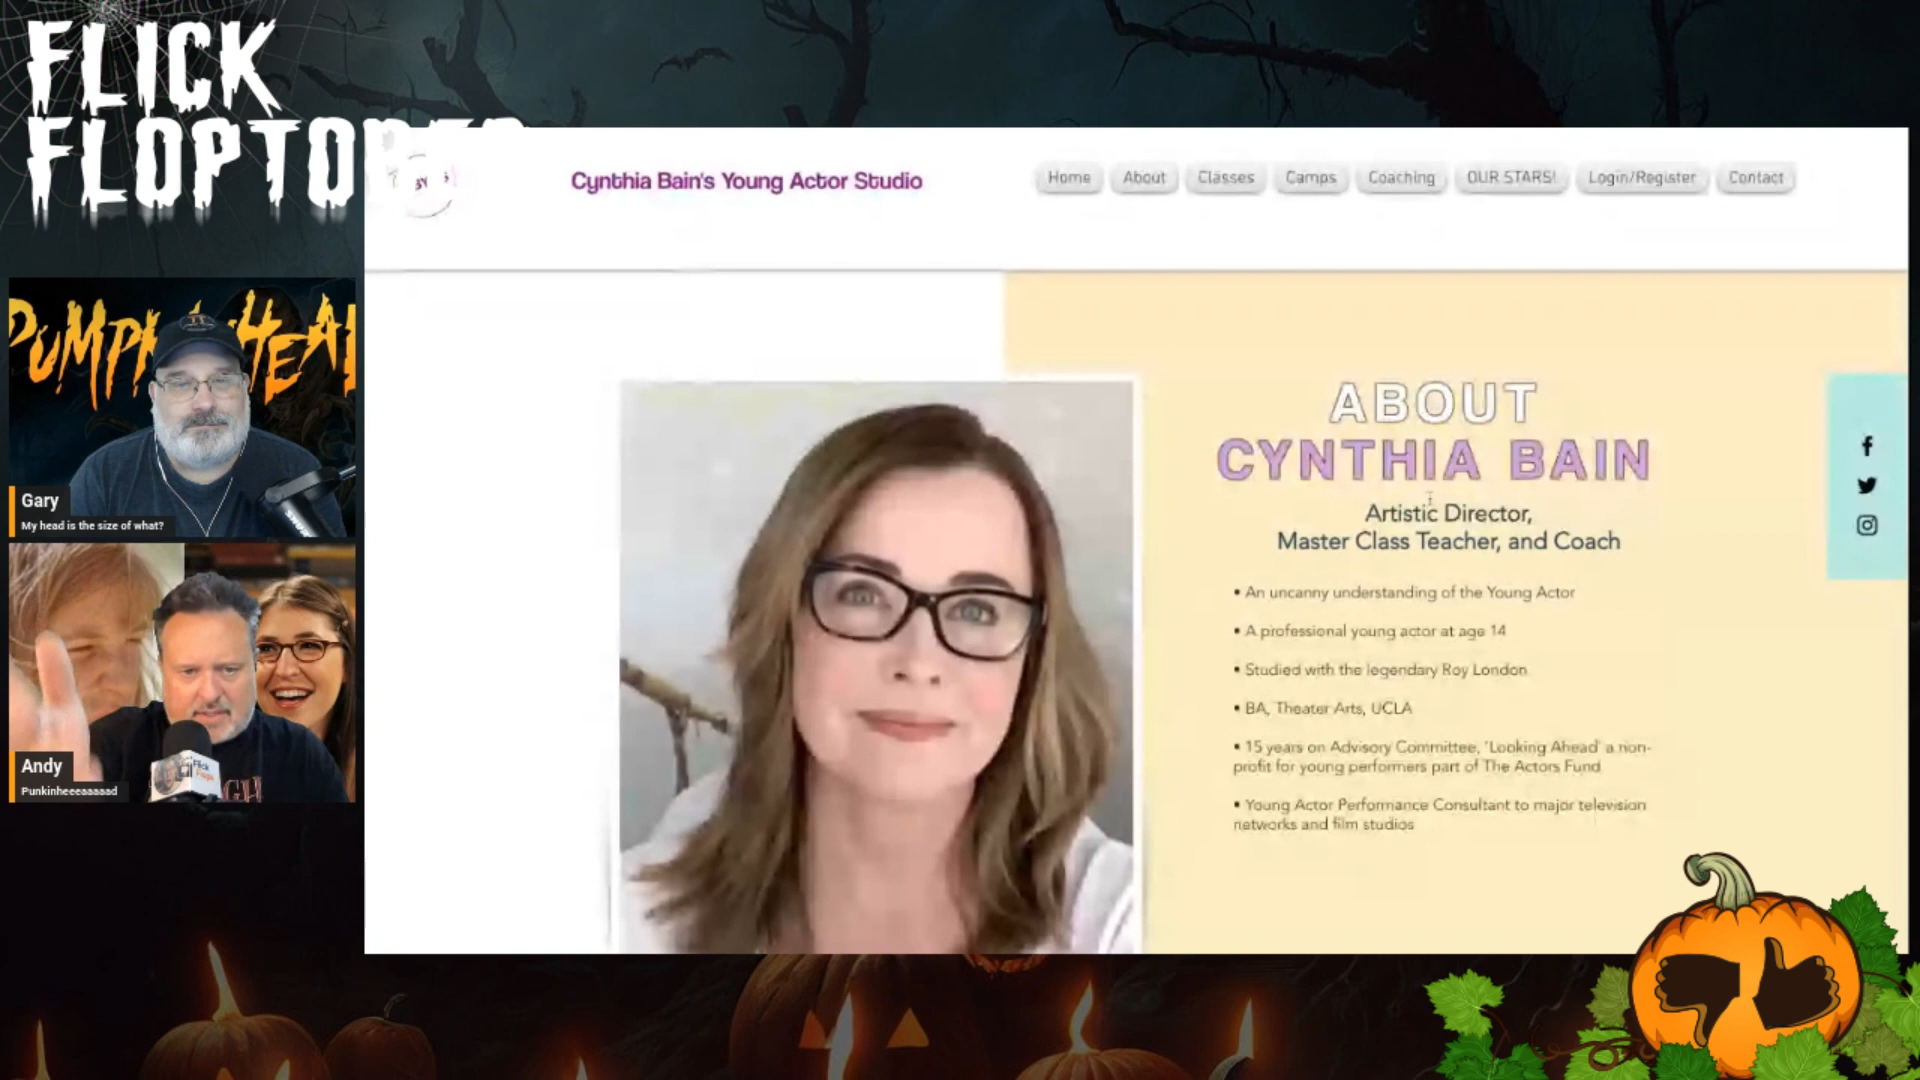 FLICK
Cynthia Bain's Young Actor Studio
Home
About
Classes
Camps
Coaching
OUR STARS!
Login/Register
Contact
ABOUT
CYNTHIA BAIN
Artistic Director,
Master Class Teacher, and Coach
▪ An uncanny understanding of the Young Actor
▪ A professional young actor at age 14
▪ Studied with the legendary Roy London
▪ BA, Theater Arts, UCLA
▪ 15 years on Advisory Committee, 'Looking Ahead' a non-
profit for young performers part of The Actors Fund
▪ Young Actor Performance Consultant to major television
networks and film studios
Gary
My head is the size of what?
Andy
Punkinheeeaaaaad
Flick